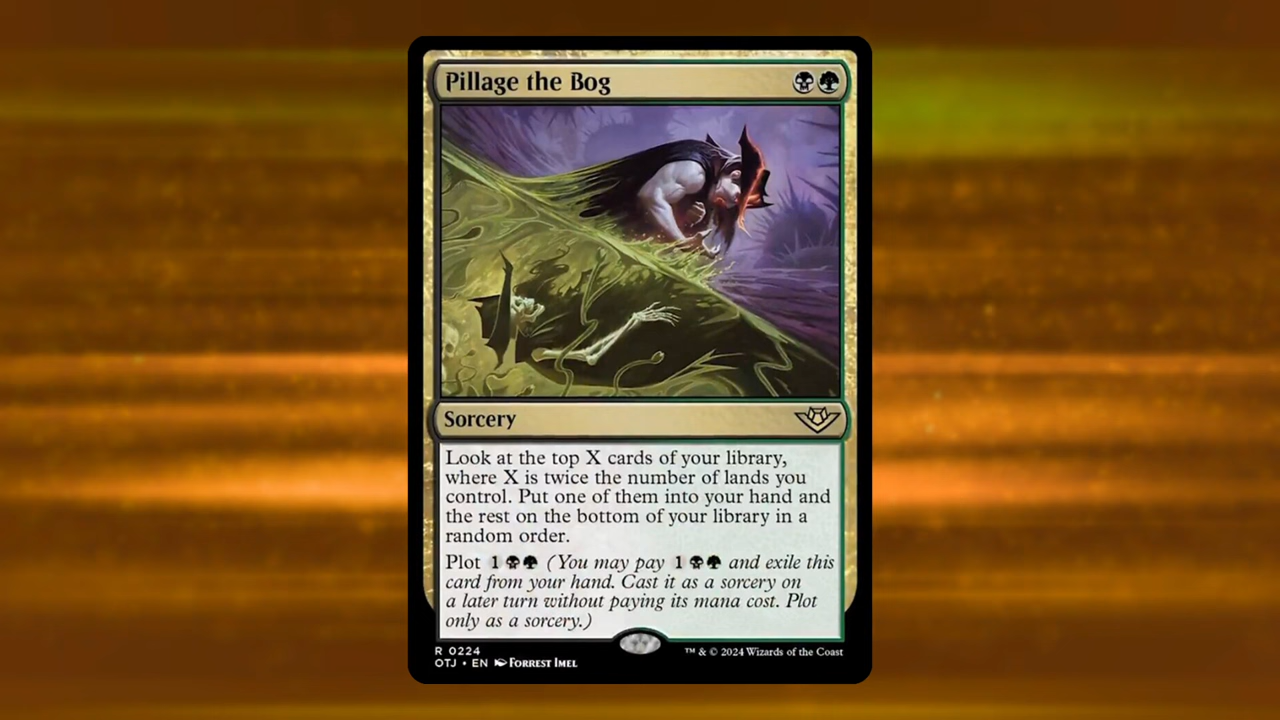 Pillage the Bog
Sorcery
Look at the top X cards of your library,
where X is twice the number of lands you
control. Put one of them into your hand and
the rest on the bottom of your library in a
random order.
Plot 1 (You may pay 1 and exile this
card from your hand. Cast it as a sorcery on
a later turn without paying its mana cost. Plot
only as a sorcery.)
R 0224
OTJ • EN Forrest Imel
™ & © 2024 Wizards of the Coast